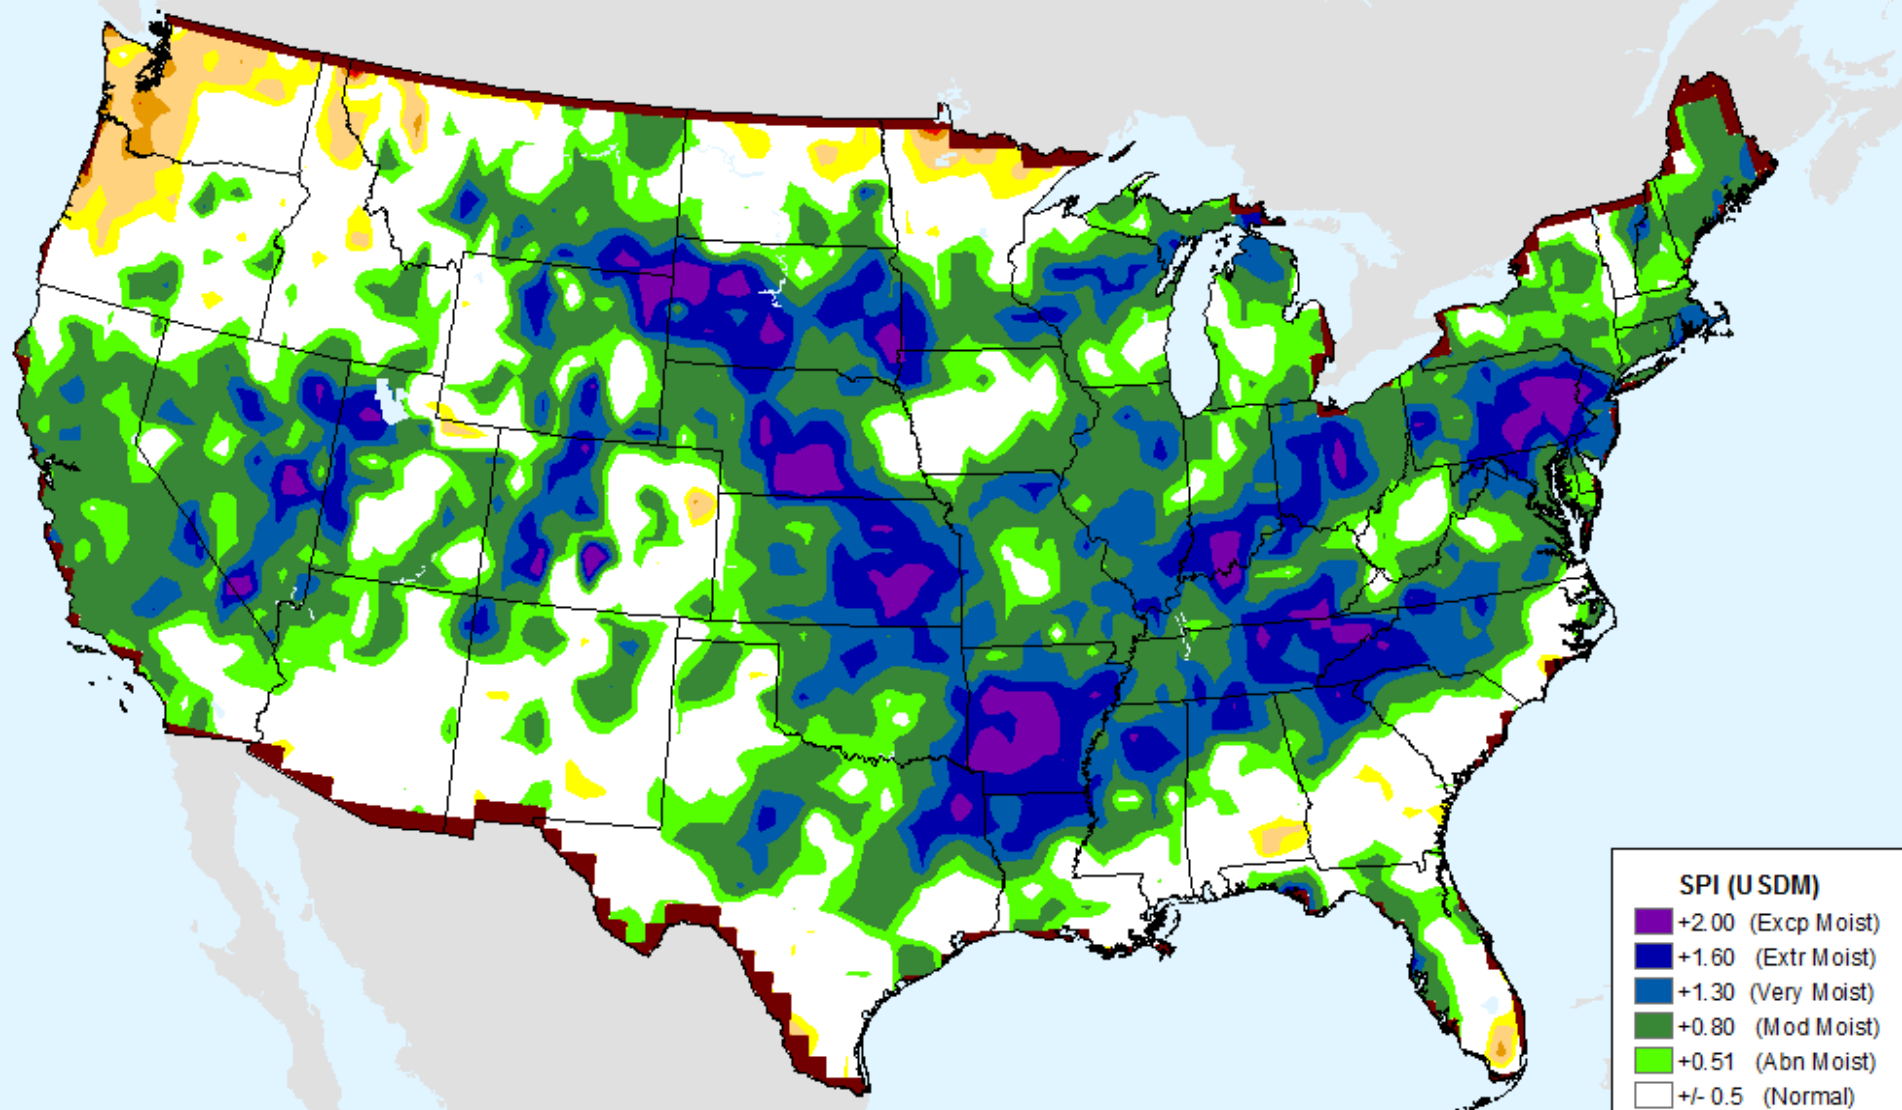 SPI (USDM)
+2.00 (Excp Moist)
+1.60 (Extr Moist)
+1.30 (Very Moist)
+0.80 (Mod Moist)
+0.51 (Abn Moist)
+/- 0.5 (Normal)